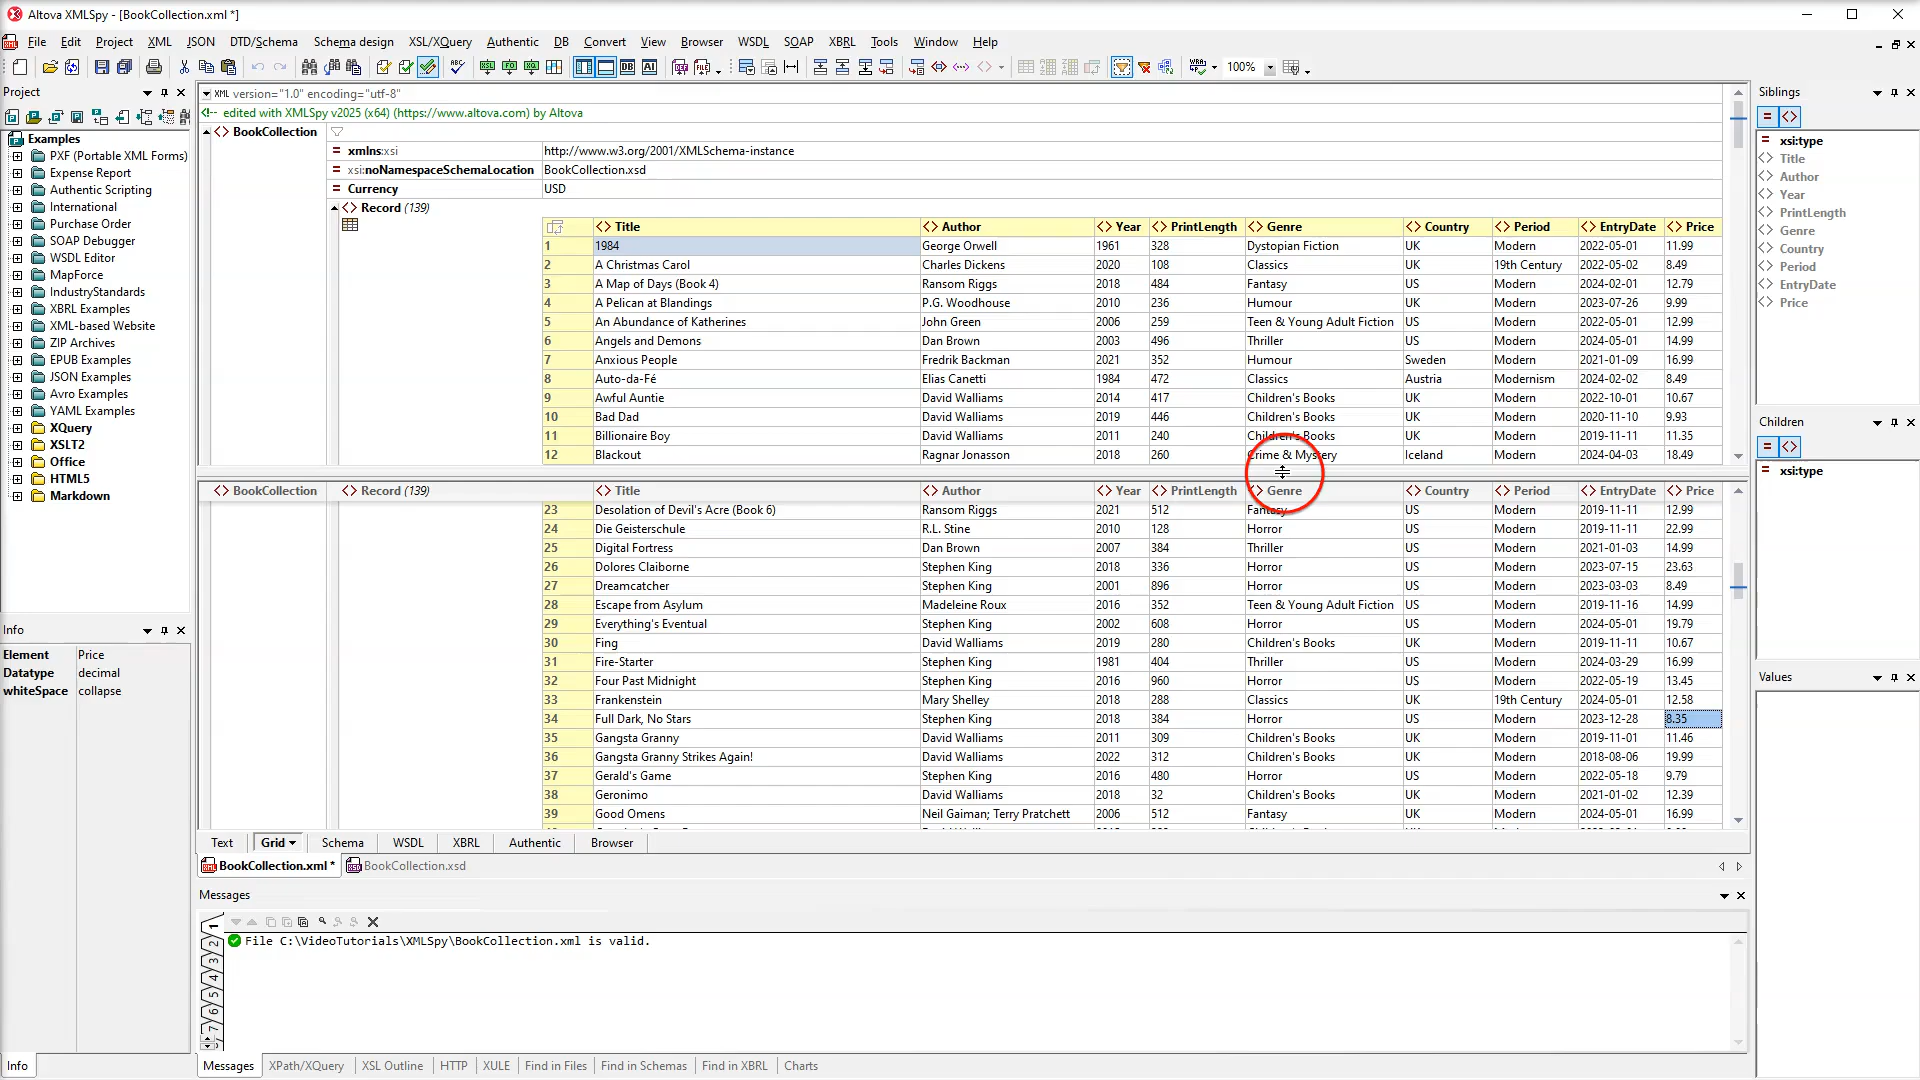 Altova XMLSpy - [BookCollection.xml *]
File Edit Project XML JSON DTD/Schema Schema design XSL/XQuery Authentic DB Convert View Browser WSDL SOAP XBRL Tools Window Help
100%
Project
Examples
PXF (Portable XML Forms)
Expense Report
Authentic Scripting
International
Purchase Order
SOAP Debugger
WSDL Editor
MapForce
IndustryStandards
XBRL Examples
XML-based Website
ZIP Archives
EPUB Examples
JSON Examples
Avro Examples
YAML Examples
XQuery
XSLT2
Office
HTML5
Markdown
Info
Element Price
Datatype decimal
whiteSpace collapse
Info
XML version="1.0" encoding="utf-8"
<!-- edited with XMLSpy v2025 (x64) (https://www.altova.com) by Altova
<> BookCollection
= xmlns:xsi http://www.w3.org/2001/XMLSchema-instance
= xsi:noNamespaceSchemaLocation BookCollection.xsd
= Currency USD
<> Record (139)
<> Title <> Author <> Year <> PrintLength <> Genre <> Country <> Period <> EntryDate <> Price
1 1984 George Orwell 1961 328 Dystopian Fiction UK Modern 2022-05-01 11.99
2 A Christmas Carol Charles Dickens 2020 108 Classics UK 19th Century 2022-05-02 8.49
3 A Map of Days (Book 4) Ransom Riggs 2018 484 Fantasy US Modern 2024-02-01 12.79
4 A Pelican at Blandings P.G. Woodhouse 2010 236 Humour UK Modern 2023-07-26 9.99
5 An Abundance of Katherines John Green 2006 259 Teen & Young Adult Fiction US Modern 2022-05-01 12.99
6 Angels and Demons Dan Brown 2003 496 Thriller US Modern 2024-05-01 14.99
7 Anxious People Fredrik Backman 2021 352 Humour Sweden Modern 2021-01-09 16.99
8 Auto-da-Fé Elias Canetti 1984 472 Classics Austria Modernism 2024-02-02 8.49
9 Awful Auntie David Walliams 2014 417 Children's Books UK Modern 2022-10-01 10.67
10 Bad Dad David Walliams 2019 446 Children's Books UK Modern 2020-11-10 9.93
11 Billionaire Boy David Walliams 2011 240 Children's Books UK Modern 2019-11-11 11.35
12 Blackout Ragnar Jonasson 2018 260 Crime & Mystery Iceland Modern 2024-04-03 18.49
<> BookCollection <> Record (139) <> Title <> Author <> Year <> PrintLength <> Genre <> Country <> Period <> EntryDate <> Price
23 Desolation of Devil's Acre (Book 6) Ransom Riggs 2021 512 Fantasy US Modern 2019-11-11 12.99
24 Die Geisterschule R.L. Stine 2010 128 Horror US Modern 2019-11-11 22.99
25 Digital Fortress Dan Brown 2007 384 Thriller US Modern 2021-01-03 14.99
26 Dolores Claiborne Stephen King 2018 336 Horror US Modern 2023-07-15 23.63
27 Dreamcatcher Stephen King 2001 896 Horror US Modern 2023-03-03 8.49
28 Escape from Asylum Madeleine Roux 2016 352 Teen & Young Adult Fiction US Modern 2019-11-16 14.99
29 Everything's Eventual Stephen King 2002 608 Horror US Modern 2024-05-01 19.79
30 Fing David Walliams 2019 280 Children's Books UK Modern 2019-11-11 10.67
31 Fire-Starter Stephen King 1981 404 Thriller US Modern 2024-03-29 16.99
32 Four Past Midnight Stephen King 2016 960 Horror US Modern 2022-05-19 13.45
33 Frankenstein Mary Shelley 2018 288 Classics UK 19th Century 2024-05-01 12.58
34 Full Dark, No Stars Stephen King 2018 384 Horror US Modern 2023-12-28 8.35
35 Gangsta Granny David Walliams 2011 309 Children's Books UK Modern 2019-11-01 11.46
36 Gangsta Granny Strikes Again! David Walliams 2022 312 Children's Books UK Modern 2018-08-06 19.99
37 Gerald's Game Stephen King 2016 480 Horror US Modern 2022-05-18 9.79
38 Geronimo David Walliams 2018 32 Children's Books UK Modern 2021-01-02 12.39
39 Good Omens Neil Gaiman; Terry Pratchett 2006 512 Fantasy UK Modern 2024-05-01 16.99
Text Grid Schema WSDL XBRL Authentic Browser
BookCollection.xml * BookCollection.xsd
Messages
1
2
3
4
5
6
7
File C:\VideoTutorials\XMLSpy\BookCollection.xml is valid.
Messages XPath/XQuery XSL Outline HTTP XULE Find in Files Find in Schemas Find in XBRL Charts
Siblings
= xsi:type
<> Title
<> Author
<> Year
<> PrintLength
<> Genre
<> Country
<> Period
<> EntryDate
<> Price
Children
= xsi:type
Values